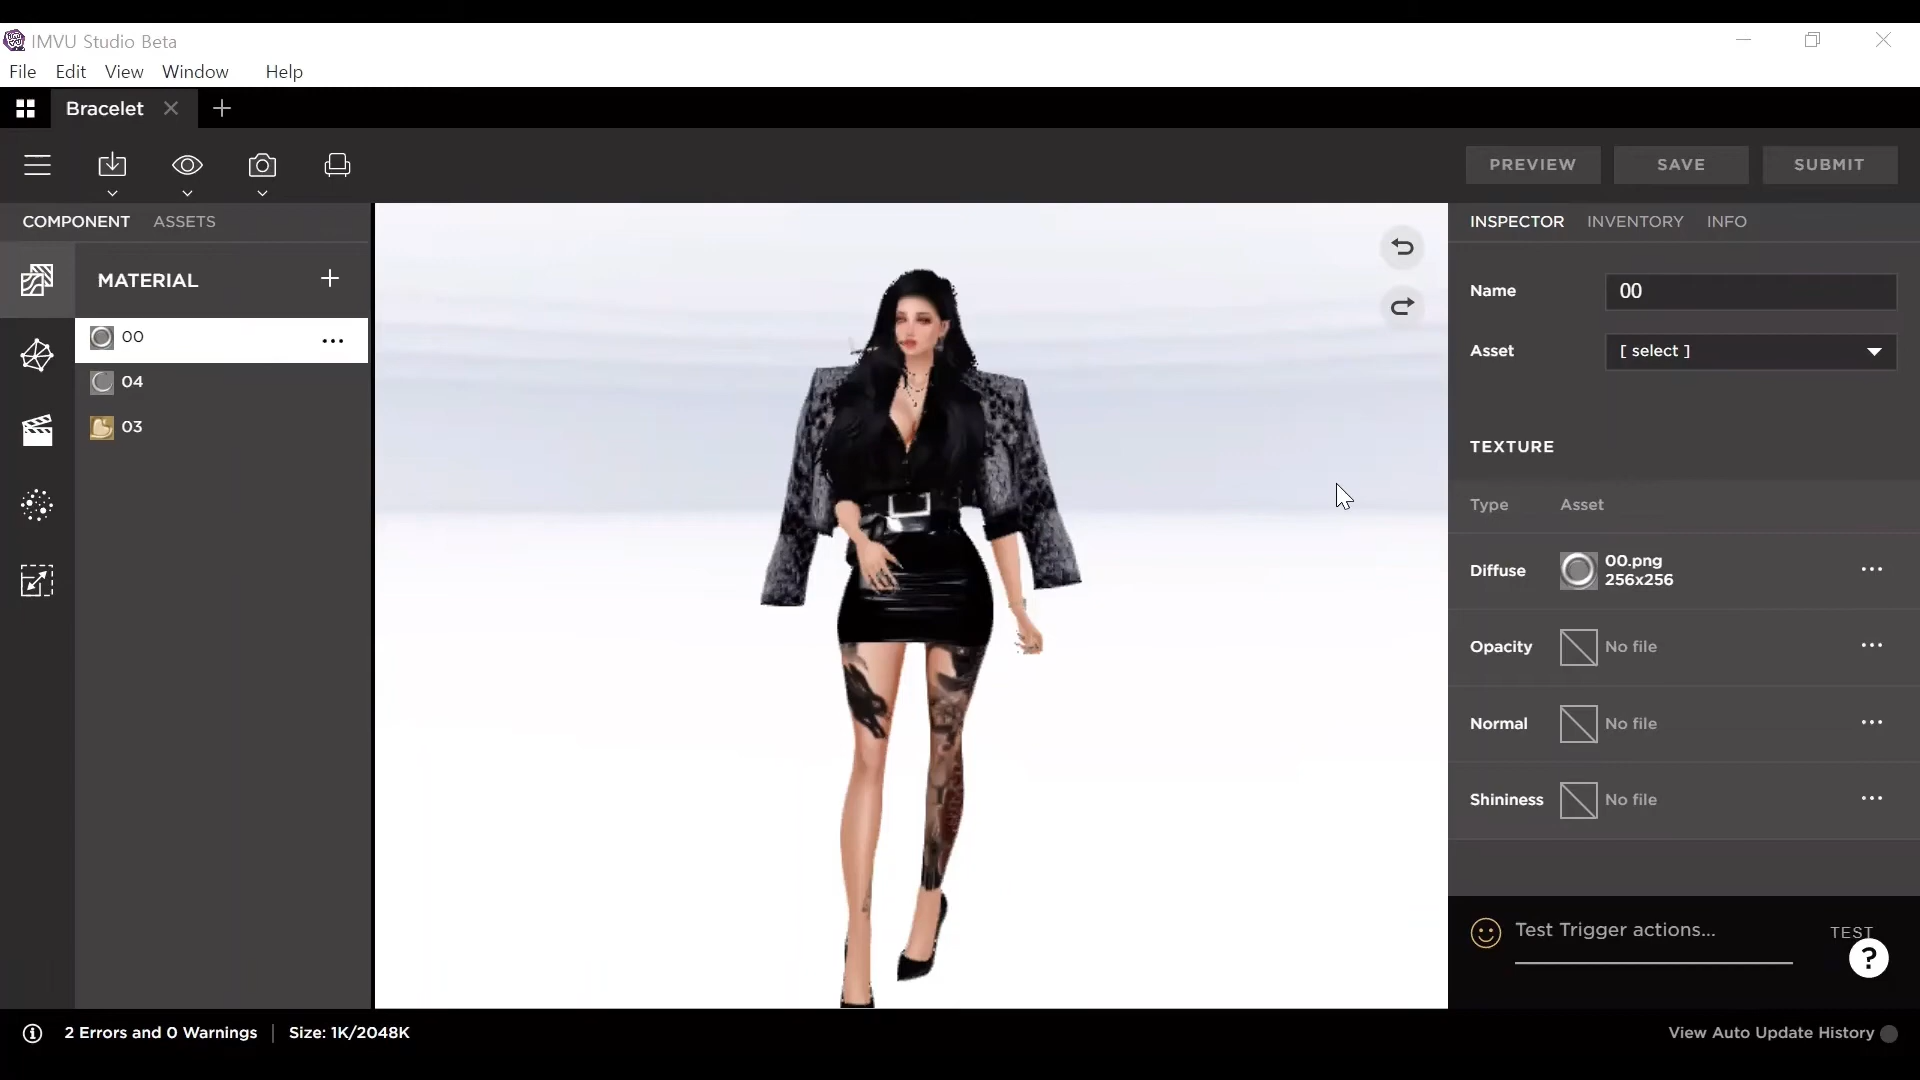 IMVU Studio Beta
File Edit View Window Help
Bracelet
PREVIEW SAVE SUBMIT
COMPONENT ASSETS
INSPECTOR INVENTORY INFO
MATERIAL
00
04
03
Name 00
Asset [ select ]
TEXTURE
Type Asset
Diffuse 00.png
256x256
Opacity No file
Normal No file
Shininess No file
Test Trigger actions... TEST
?
2 Errors and 0 Warnings Size: 1K/2048K
View Auto Update History